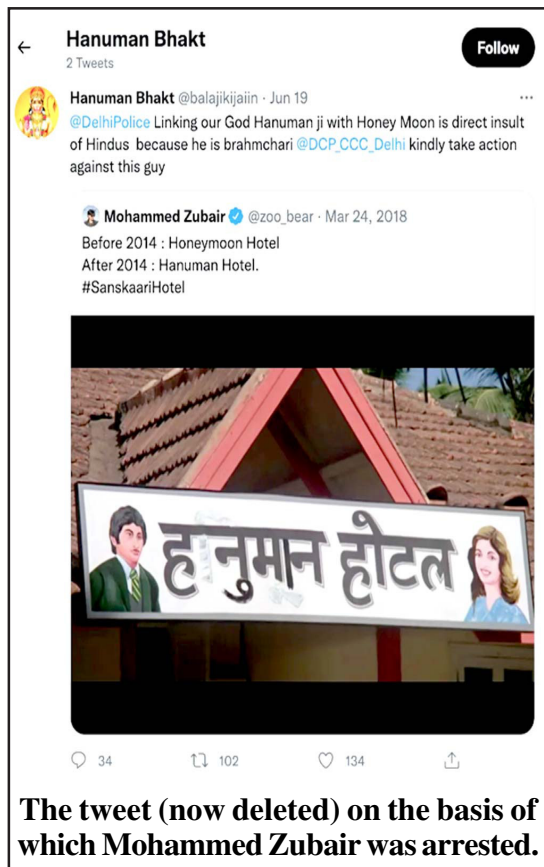 Hanuman Bhakt
2 Tweets
Follow
Hanuman Bhakt @balajikijaiin · Jun 19
@DelhiPolice Linking our God Hanuman ji with Honey Moon is direct insult
of Hindus because he is brahmchari @DCP_CCC_Delhi kindly take action
against this guy
Mohammed Zubair @zoo_bear · Mar 24, 2018
Before 2014 : Honeymoon Hotel
After 2014 : Hanuman Hotel.
#SanskaariHotel
हनुमान होटल
34 102 134
The tweet (now deleted) on the basis of
which Mohammed Zubair was arrested.